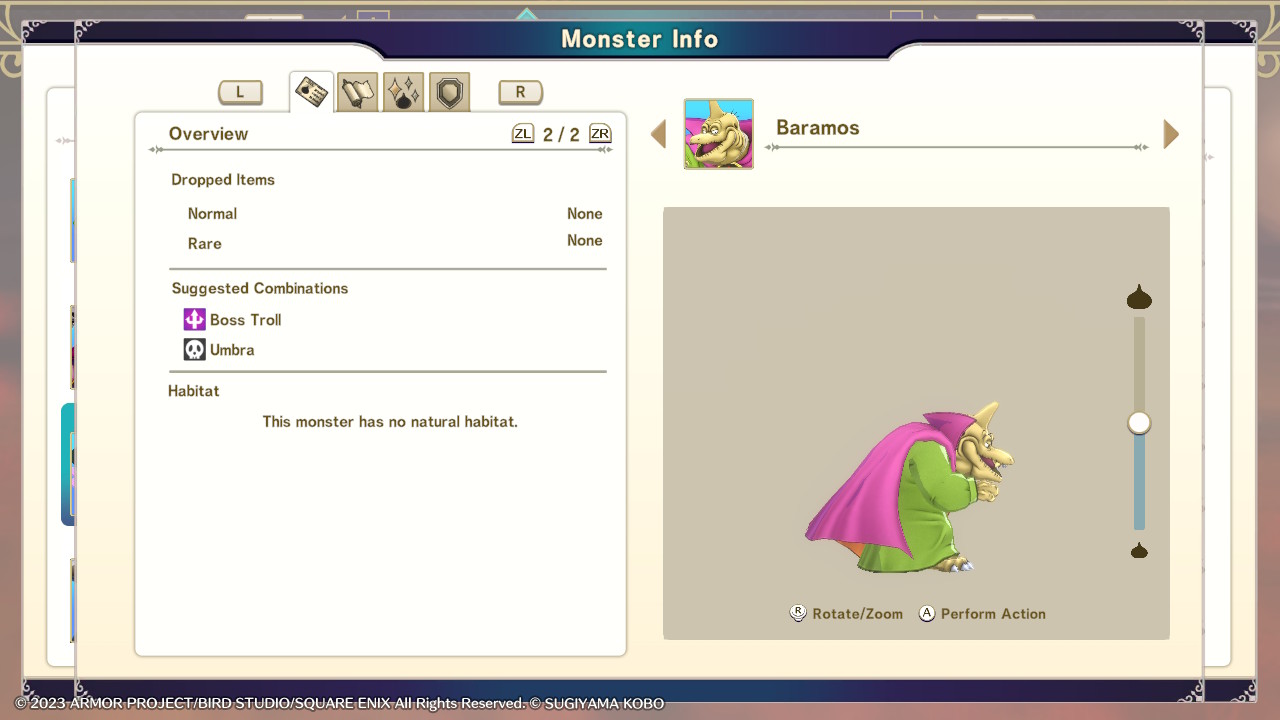 Monster Info
L
R
Overview
ZL 2 / 2 ZR
Dropped Items
Normal None
Rare None
Suggested Combinations
Boss Troll
Umbra
Habitat
This monster has no natural habitat.
Baramos
R Rotate/Zoom A Perform Action
© 2023 ARMOR PROJECT/BIRD STUDIO/SQUARE ENIX All Rights Reserved. © SUGIYAMA KOBO